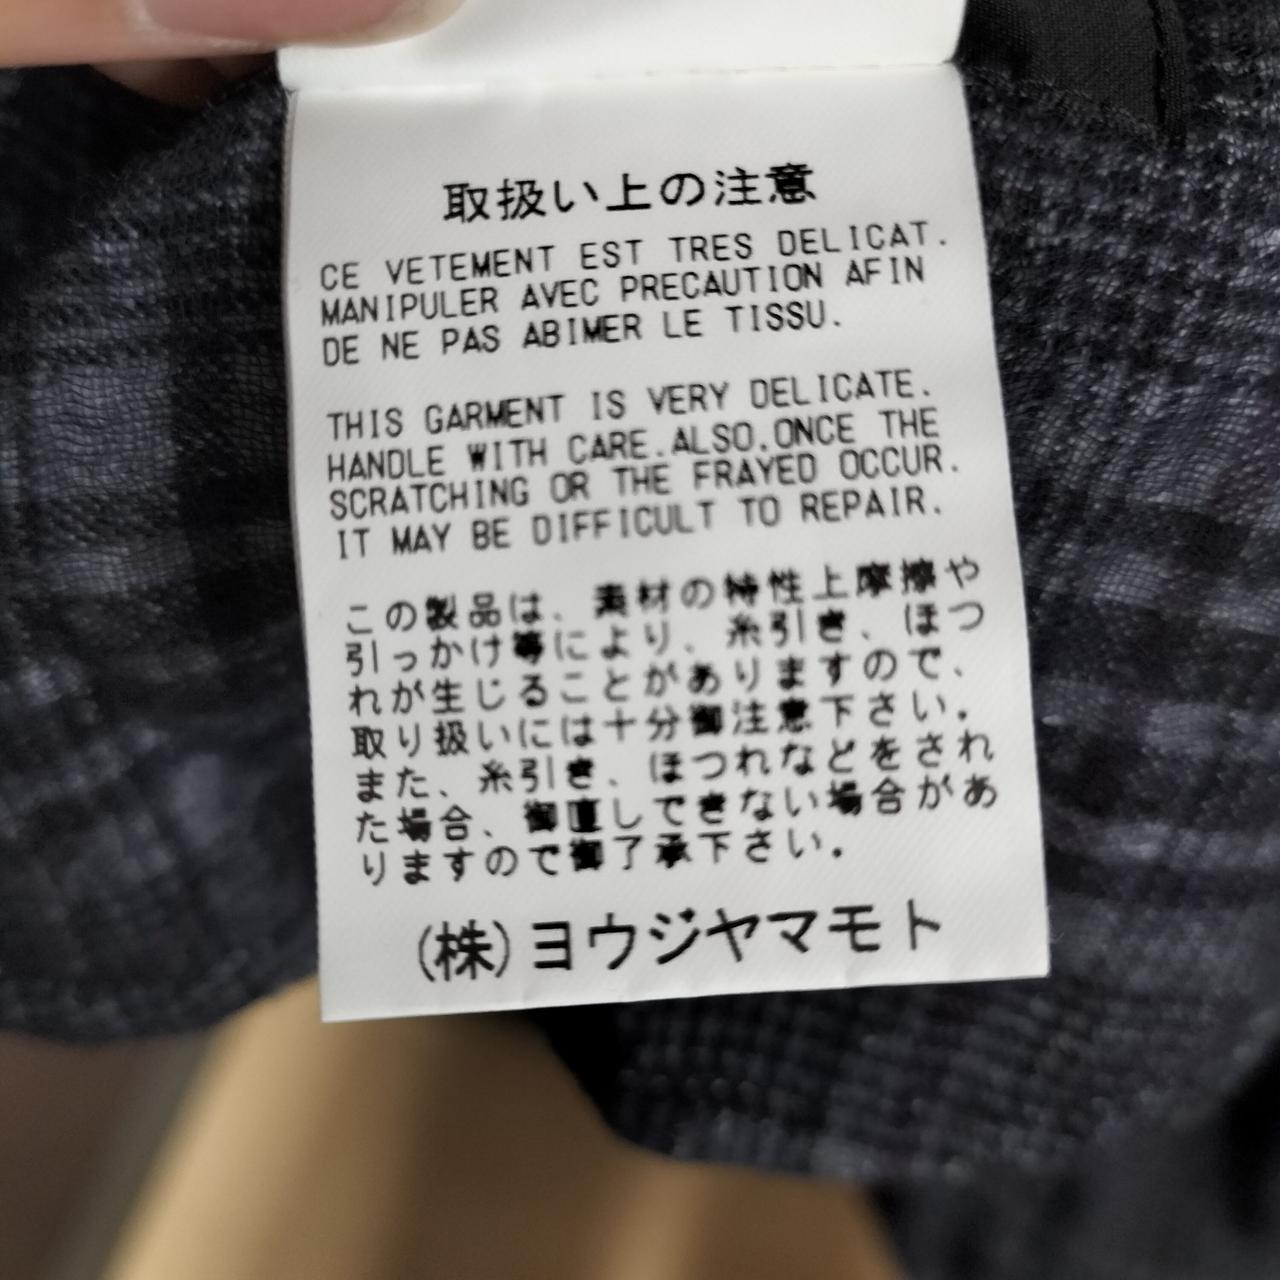 取扱い上の注意
CE VETEMENT EST TRES DELICAT.
MANIPULER AVEC PRECAUTION AFIN
DE NE PAS ABIMER LE TISSU.
THIS GARMENT IS VERY DELICATE.
HANDLE WITH CARE.ALSO.ONCE THE
SCRATCHING OR THE FRAYED OCCUR.
IT MAY BE DIFFICULT TO REPAIR.
この製品は、素材の特性上摩擦や
引っかけ等により、糸引き、ほつ
れが生じることがありますので、
取り扱いには十分御注意下さい。
また、糸引き、ほつれなどをされ
た場合、御直しできない場合があ
りますので御了承下さい。
(株)ヨウジヤマモト